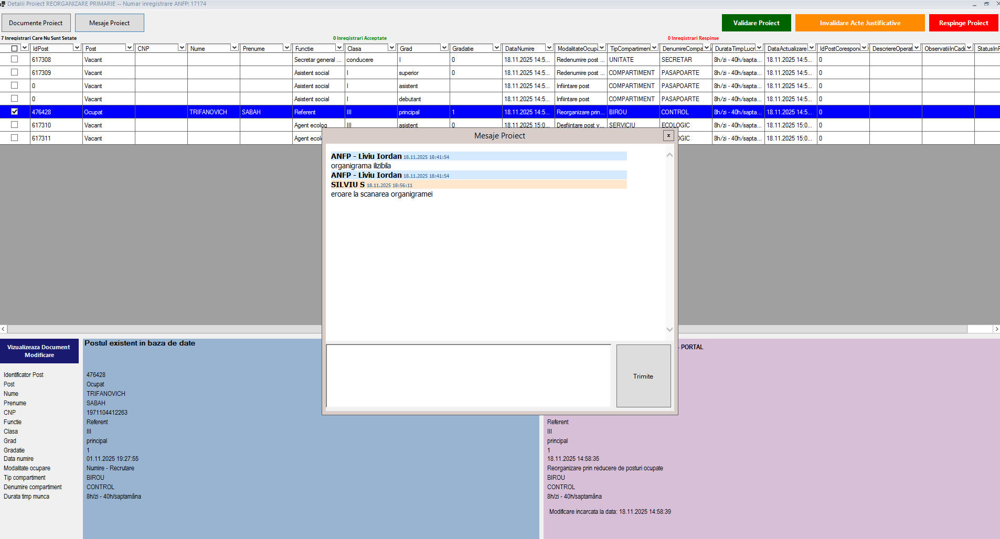 Detalii Proiect REORGANIZARE PRIMARIE -- Numar inregistrare ANFP: 17174
Documente Proiect Mesaje Proiect Validare Proiect Invalidare Acte Justificative Respinge Proiect
7 Inregistrari Care Nu Sunt Setate 0 Inregistrari Acceptate 0 Inregistrari Respinse
IdPost Post CNP Nume Prenume Functie Clasa Grad Gradatie DataNumire ModalitateOcupa TipCompartiment DenumireCompa DurataTimpLucr DataActualizare IdPostCorespon DescriereOperat ObservatiiInCadr StatusInF
617308 Vacant Secretar general ... conducere I 0 18.11.2025 14:5... Redenumire post ... UNITATE SECRETAR 8h/zi - 40h/sapta... 18.11.2025 14:5... 0
617309 Vacant Asistent social I superior 0 18.11.2025 14:5... Redenumire post ... COMPARTIMENT PASAPOARTE 8h/zi - 40h/sapta... 18.11.2025 14:5... 0
0 Vacant Asistent social I asistent 18.11.2025 14:5... Infiintare post COMPARTIMENT PASAPOARTE 8h/zi - 40h/sapta... 18.11.2025 14:5... 0
0 Vacant Asistent social I debutant 18.11.2025 14:5... Infiintare post COMPARTIMENT PASAPOARTE 8h/zi - 40h/sapta... 18.11.2025 14:5... 0
476428 Ocupat TRIFANOVICH SABAH Referent III principal 1 18.11.2025 14:5... Reorganizare prin... BIROU CONTROL 8h/zi - 40h/sapta... 18.11.2025 14:5... 0
617310 Vacant Agent ecolog III asistent 0 18.11.2025 15:0... Desfiintare post v... SERVICIU ECOLOGIC 8h/zi - 40h/sapta... 18.11.2025 15:0... 0
617311 Vacant Agent ecol OGIC 8h/zi - 40h/sapta... 18.11.2025 15:0... 0
Mesaje Proiect x
ANFP - Liviu Iordan 18.11.2025 18:41:54
organigrama ilizibila
ANFP - Liviu Iordan 18.11.2025 18:41:54
SILVIU S 18.11.2025 18:56:11
eroare la scanarea organigramei
Trimite
Vizualizeaza Document
Modificare
Postul existent in baza de date
- PORTAL
Identificator Post 476428
Post Ocupat
Nume TRIFANOVICH
Prenume SABAH
CNP 1971104412263
Functie Referent Referent
Clasa III III
Grad principal principal
Gradatie 1 1
Data numire 01.11.2025 19:27:55 18.11.2025 14:58:35
Modalitate ocupare Numire - Recrutare Reorganizare prin reducere de posturi ocupate
Tip compartiment BIROU BIROU
Denumire compartiment CONTROL CONTROL
Durata timp munca 8h/zi - 40h/saptamâna 8h/zi - 40h/saptamâna
Modificare incarcata la data: 18.11.2025 14:58:39